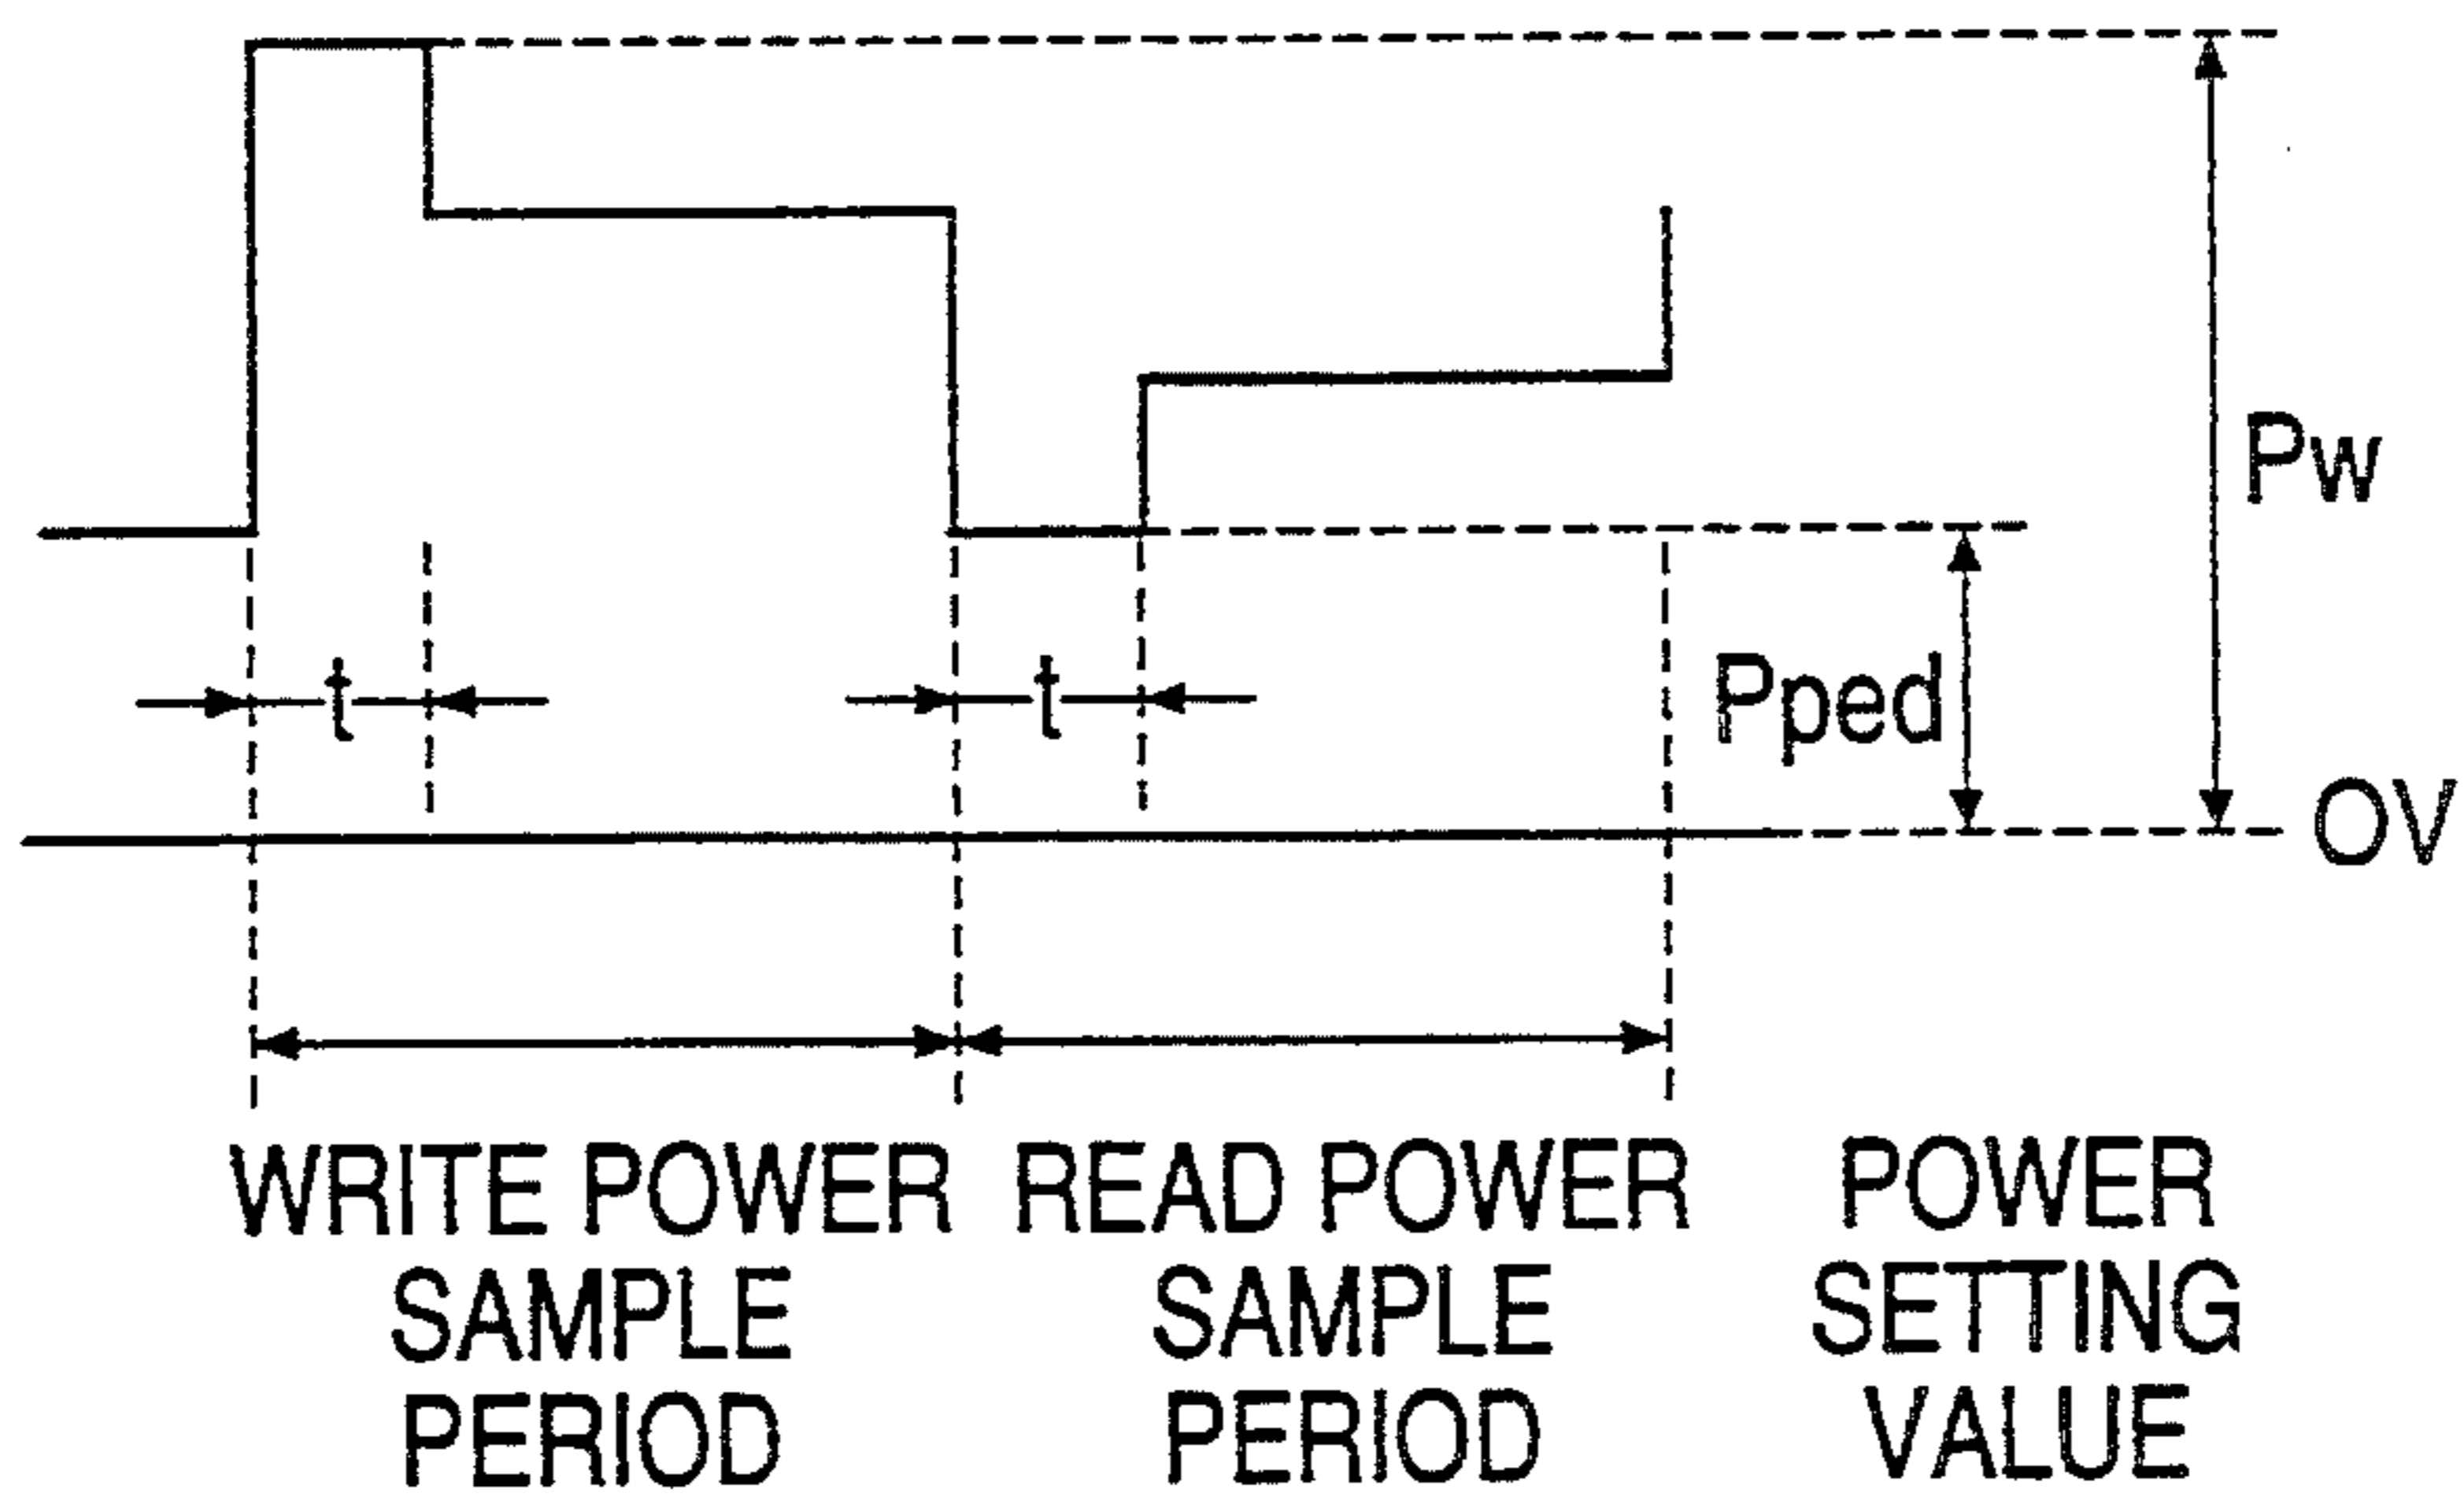 Pw
t
t
Pped
OV
WRITE POWER
SAMPLE
PERIOD
READ POWER
SAMPLE
PERIOD
POWER
SETTING
VALUE